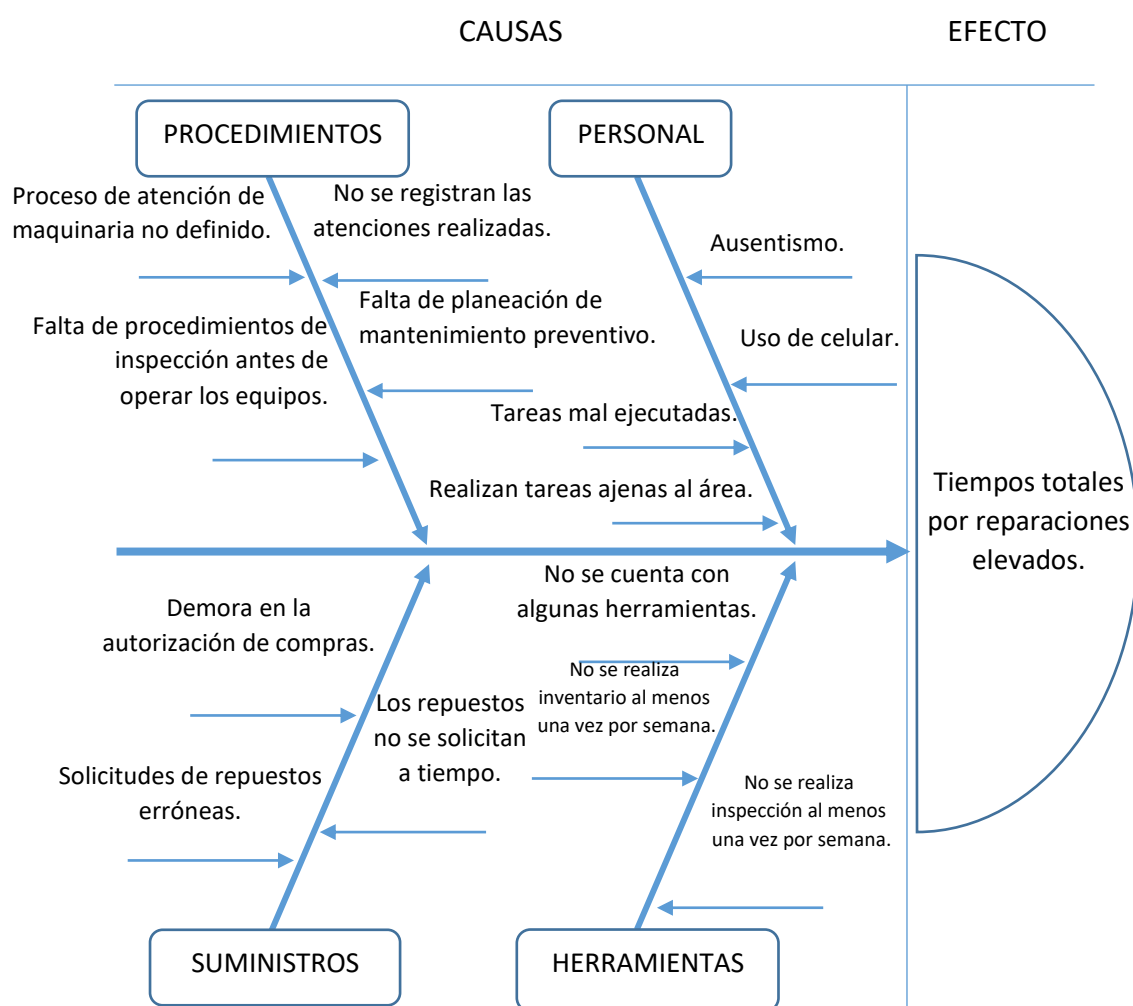 CAUSAS
EFECTO
PROCEDIMIENTOS
PERSONAL
Proceso de atención de
maquinaria no definido.
No se registran las
atenciones realizadas.
Ausentismo.
Falta de planeación de
mantenimiento preventivo.
Falta de procedimientos de
inspección antes de
operar los equipos.
Uso de celular.
Tareas mal ejecutadas.
Realizan tareas ajenas al área.
Tiempos totales
por reparaciones
elevados.
No se cuenta con
algunas herramientas.
Demora en la
autorización de compras.
No se realiza
inventario al menos
una vez por semana.
Los repuestos
no se solicitan
a tiempo.
Solicitudes de repuestos
erróneas.
No se realiza
inspección al menos
una vez por semana.
SUMINISTROS
HERRAMIENTAS